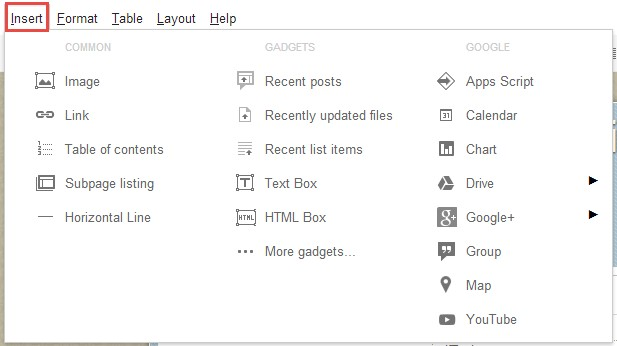 Insert Format Table Layout Help
COMMON
Image
Link
Table of contents
Subpage listing
Horizontal Line
GADGETS
Recent posts
Recently updated files
Recent list items
Text Box
HTML HTML Box
More gadgets...
GOOGLE
Apps Script
31 Calendar
Chart
Drive
g+ Google+
Group
Map
YouTube